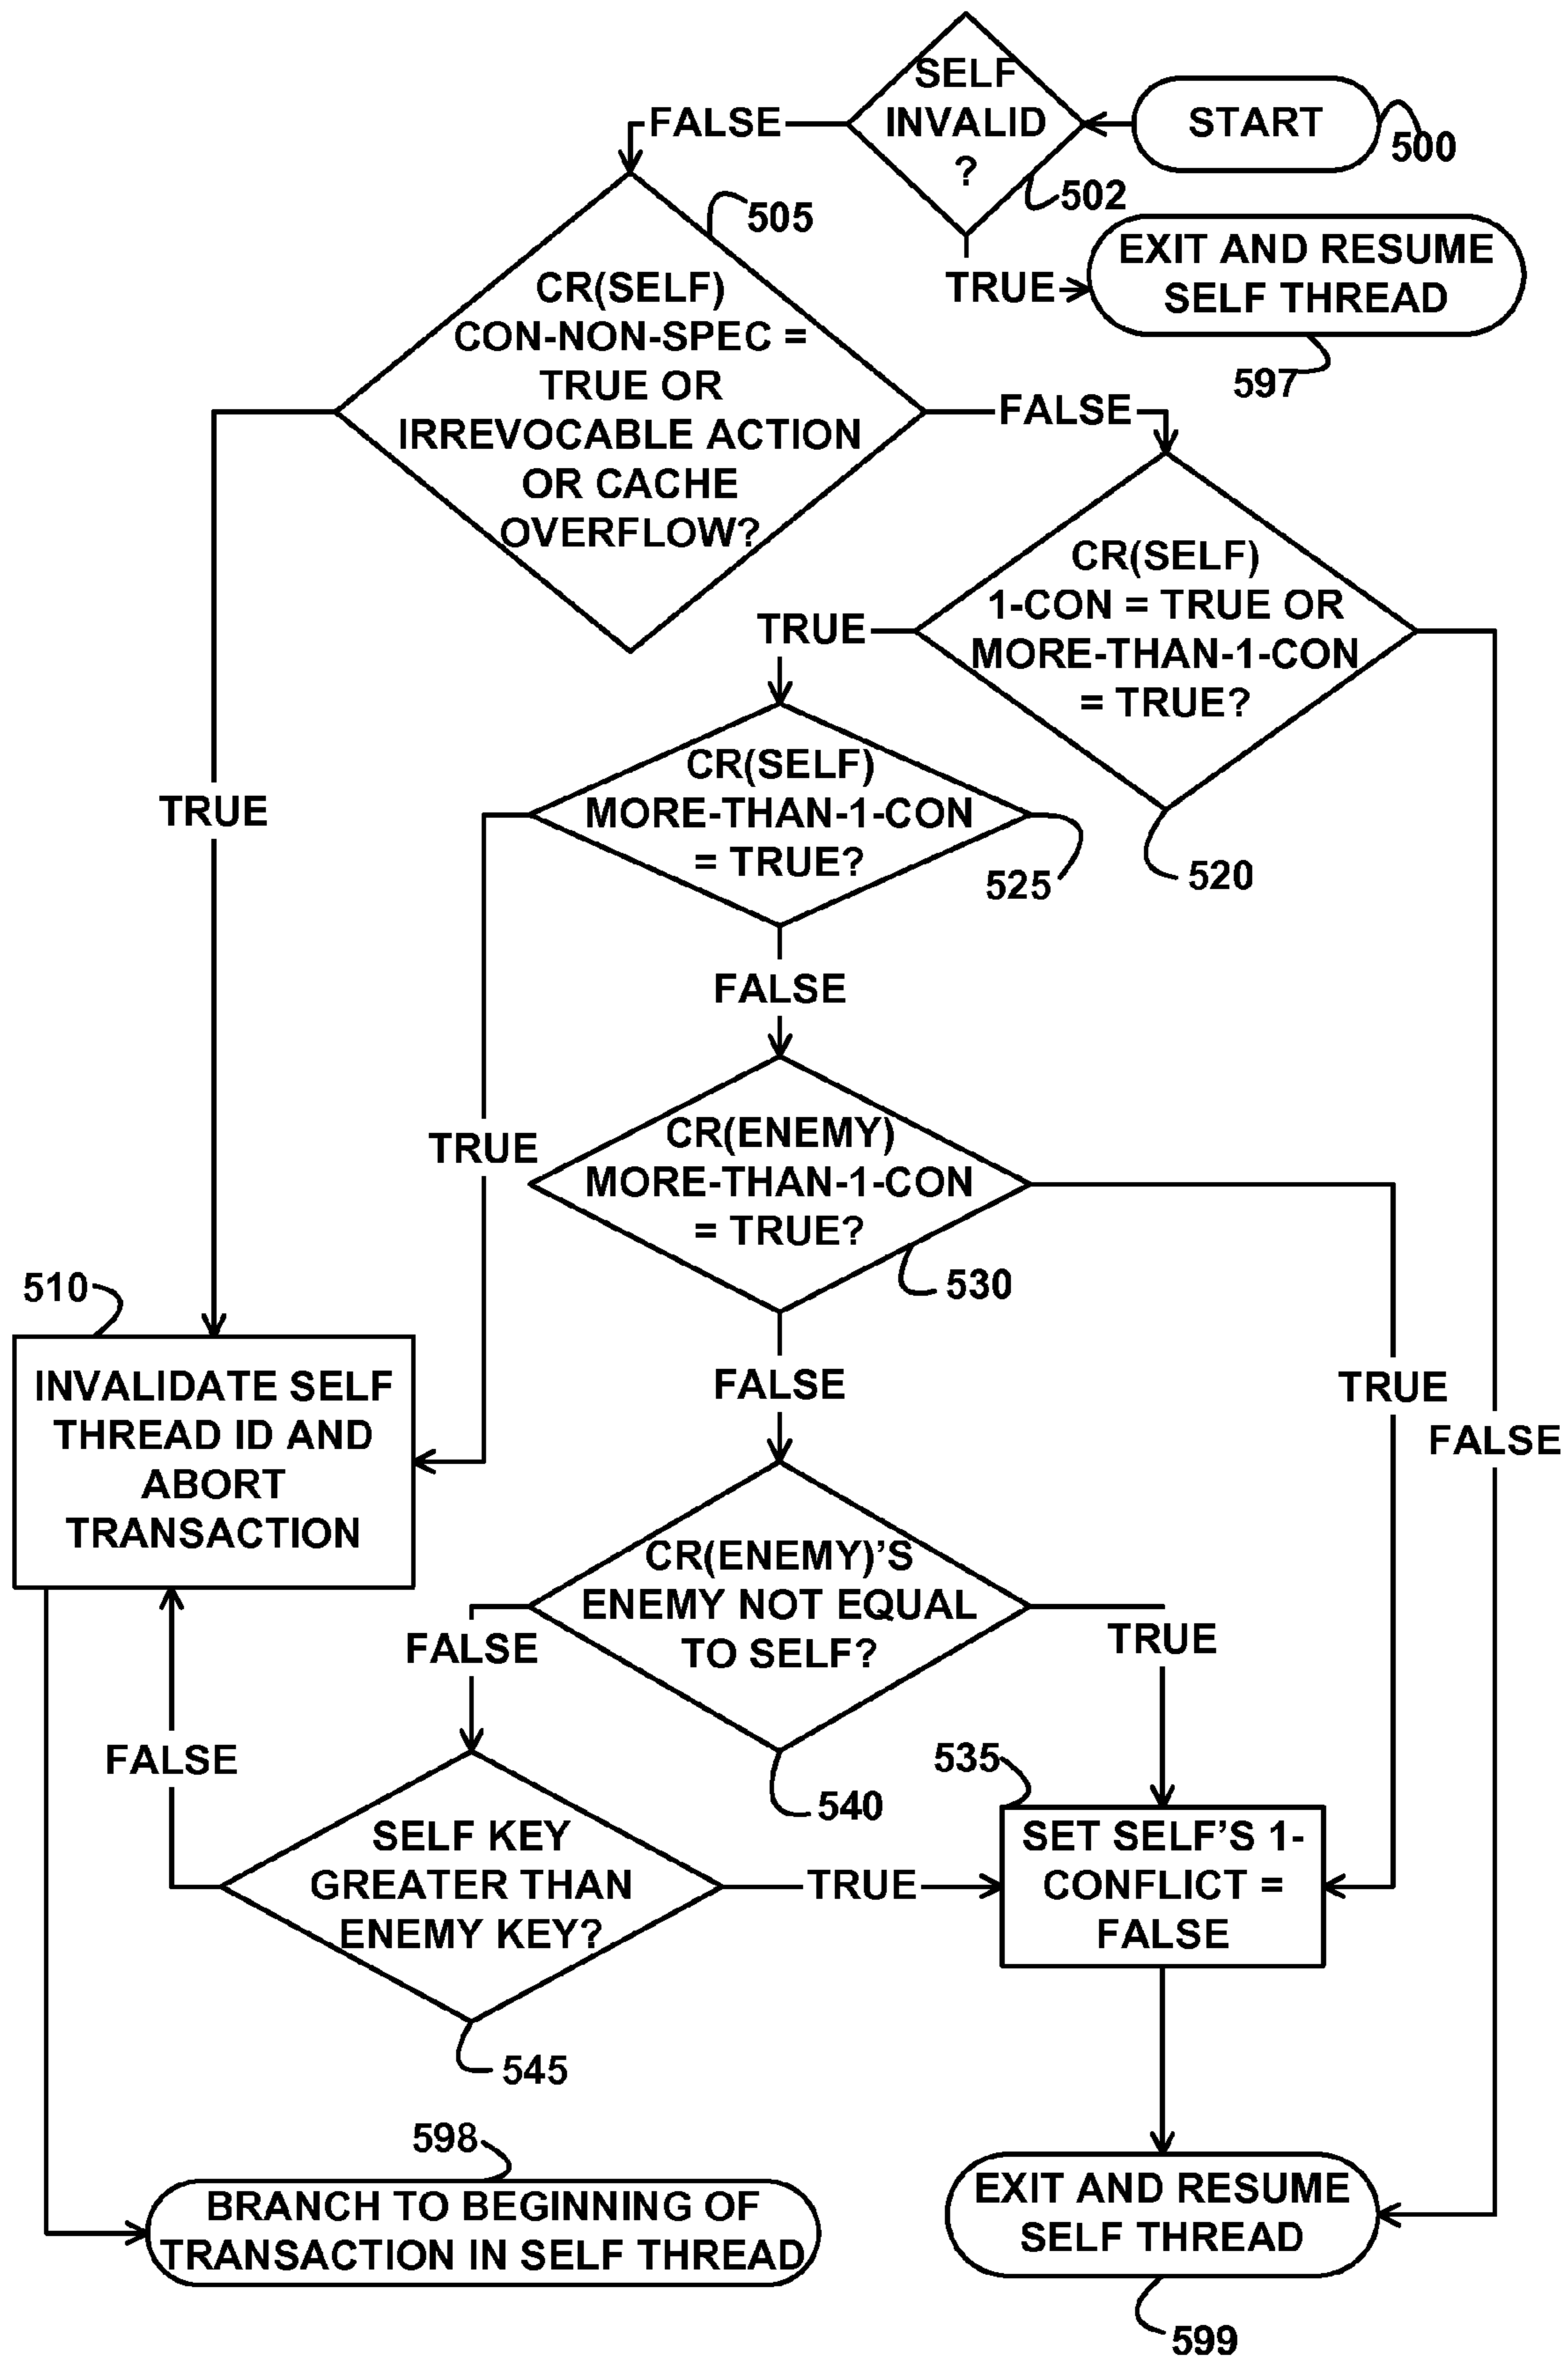 SELF
INVALID
?
START
500
FALSE
502
505
TRUE
EXIT AND RESUME
SELF THREAD
597
CR(SELF)
CON-NON-SPEC =
TRUE OR
IRREVOCABLE ACTION
OR CACHE
OVERFLOW?
FALSE
TRUE
CR(SELF)
1-CON = TRUE OR
MORE-THAN-1-CON
= TRUE?
520
TRUE
CR(SELF)
MORE-THAN-1-CON
= TRUE?
525
FALSE
TRUE
CR(ENEMY)
MORE-THAN-1-CON
= TRUE?
530
510
INVALIDATE SELF
THREAD ID AND
ABORT
TRANSACTION
FALSE
TRUE
FALSE
CR(ENEMY)'S
ENEMY NOT EQUAL
TO SELF?
540
FALSE
TRUE
FALSE
SELF KEY
GREATER THAN
ENEMY KEY?
545
TRUE
535
SET SELF'S 1-
CONFLICT =
FALSE
598
BRANCH TO BEGINNING OF
TRANSACTION IN SELF THREAD
EXIT AND RESUME
SELF THREAD
599